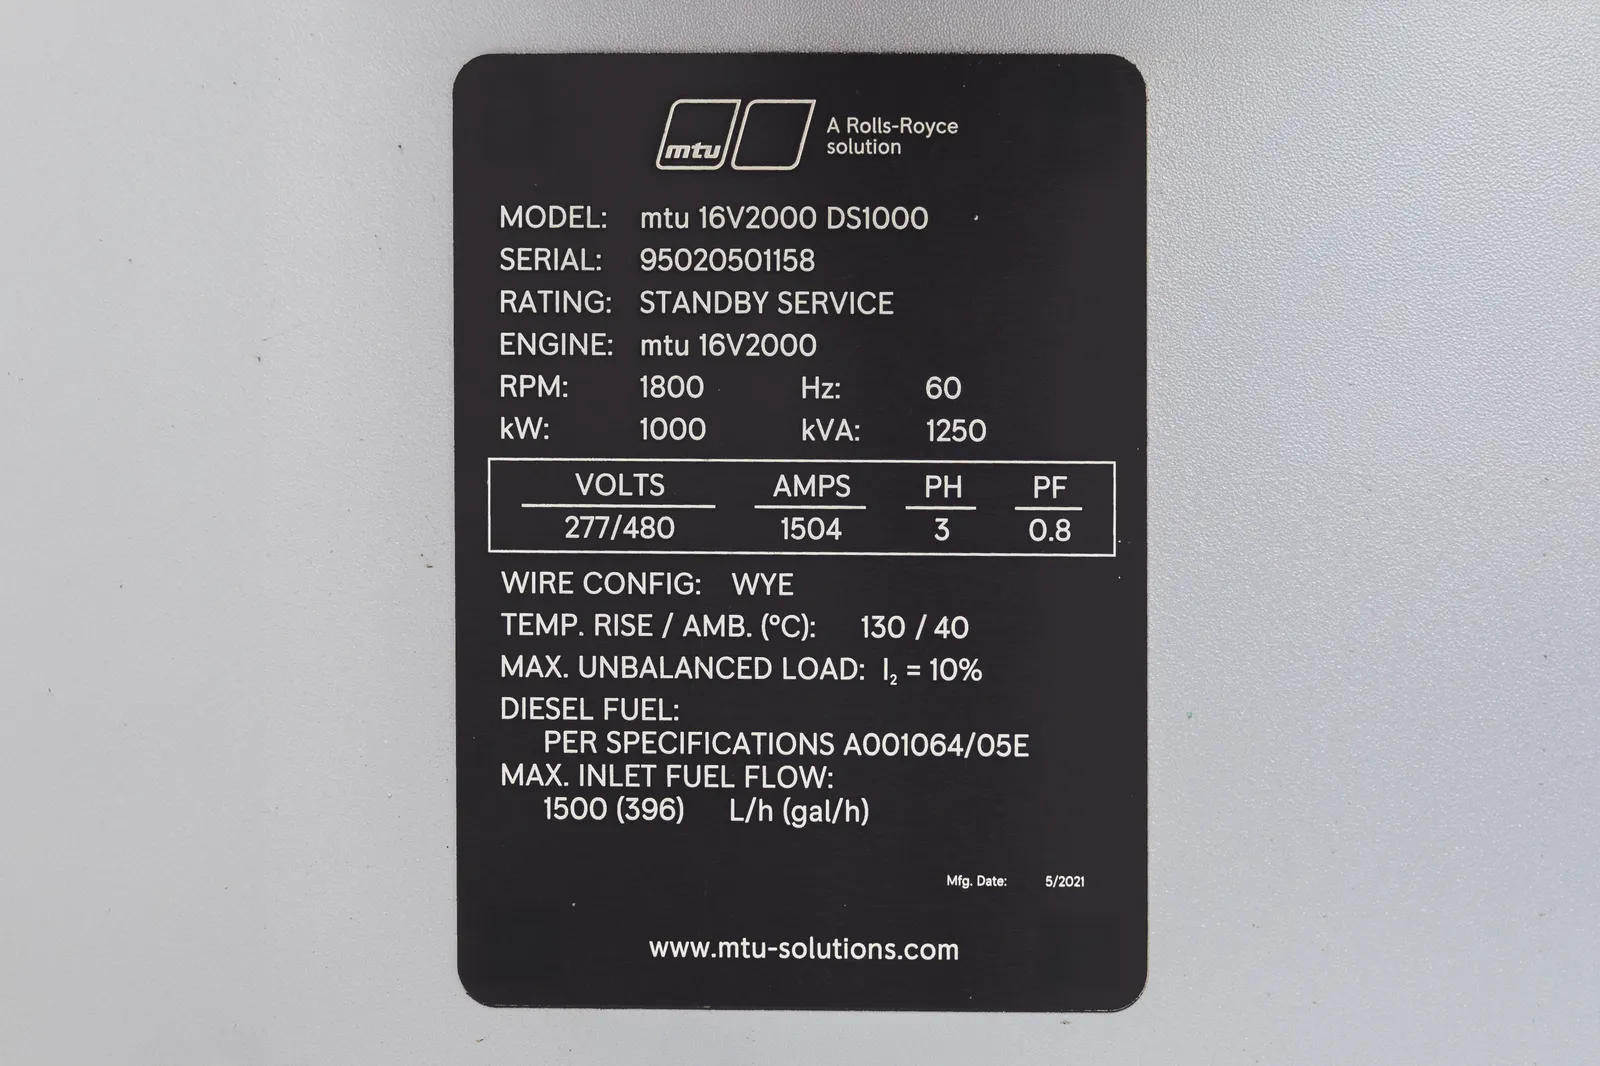 mtu
A Rolls-Royce
solution
MODEL: mtu 16V2000 DS1000
SERIAL: 95020501158
RATING: STANDBY SERVICE
ENGINE: mtu 16V2000
RPM: 1800 Hz: 60
kW: 1000 kVA: 1250
VOLTS AMPS PH PF
277/480 1504 3 0.8
WIRE CONFIG: WYE
TEMP. RISE / AMB. (°C): 130 / 40
MAX. UNBALANCED LOAD: I₂ = 10%
DIESEL FUEL:
PER SPECIFICATIONS A001064/05E
MAX. INLET FUEL FLOW:
1500 (396) L/h (gal/h)
Mfg. Date: 5/2021
www.mtu-solutions.com